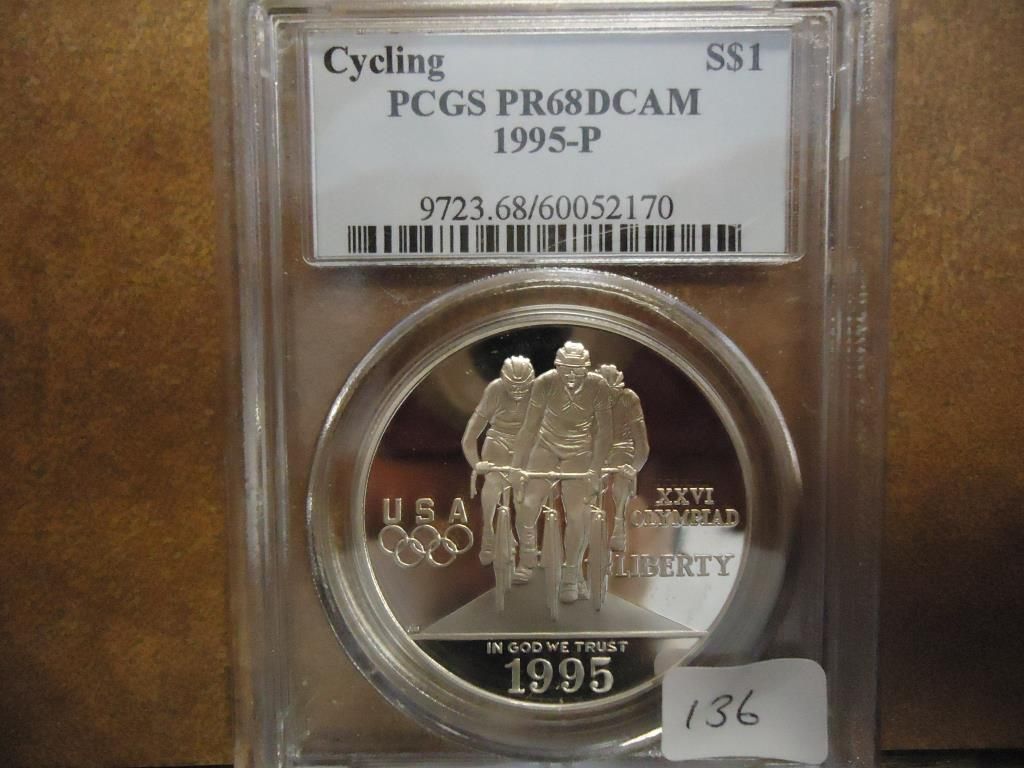 Cycling S$1
PCGS PR68DCAM
1995-P
9723.68/60052170
USA
XXVI
OLYMPIAD
LIBERTY
IN GOD WE TRUST
1995
136